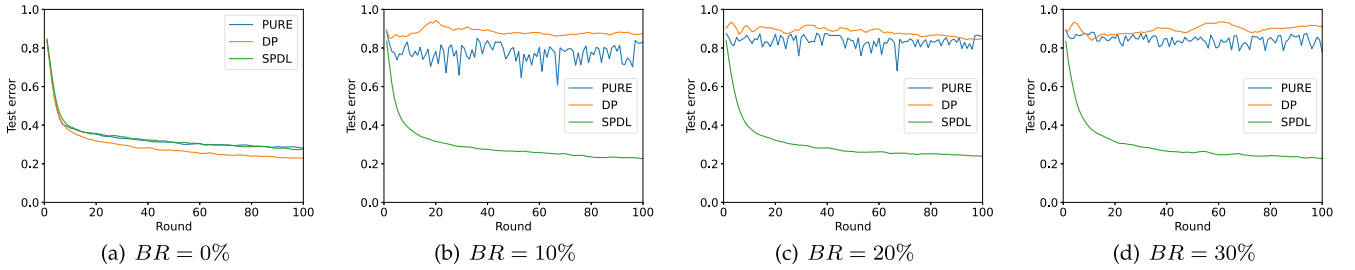 1.0
0.8
0.6
0.4
0.2
0.0
Test error
0 20 40 60 80 100
Round
PURE
DP
SPDL
(a) BR = 0%
1.0
0.8
0.6
0.4
0.2
0.0
Test error
0 20 40 60 80 100
Round
PURE
DP
SPDL
(b) BR = 10%
1.0
0.8
0.6
0.4
0.2
0.0
Test error
0 20 40 60 80 100
Round
PURE
DP
SPDL
(c) BR = 20%
1.0
0.8
0.6
0.4
0.2
0.0
Test error
0 20 40 60 80 100
Round
PURE
DP
SPDL
(d) BR = 30%